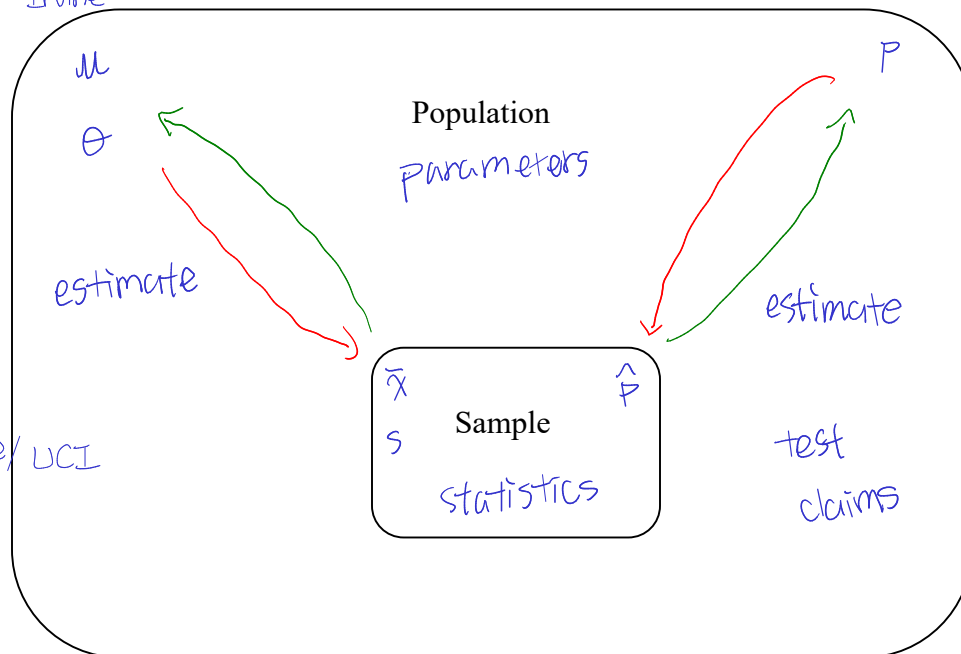 μ
P
Population
θ
parameters
estimate
estimate
x̄
p̂
Sample
s
test
/ UCI
statistics
claims